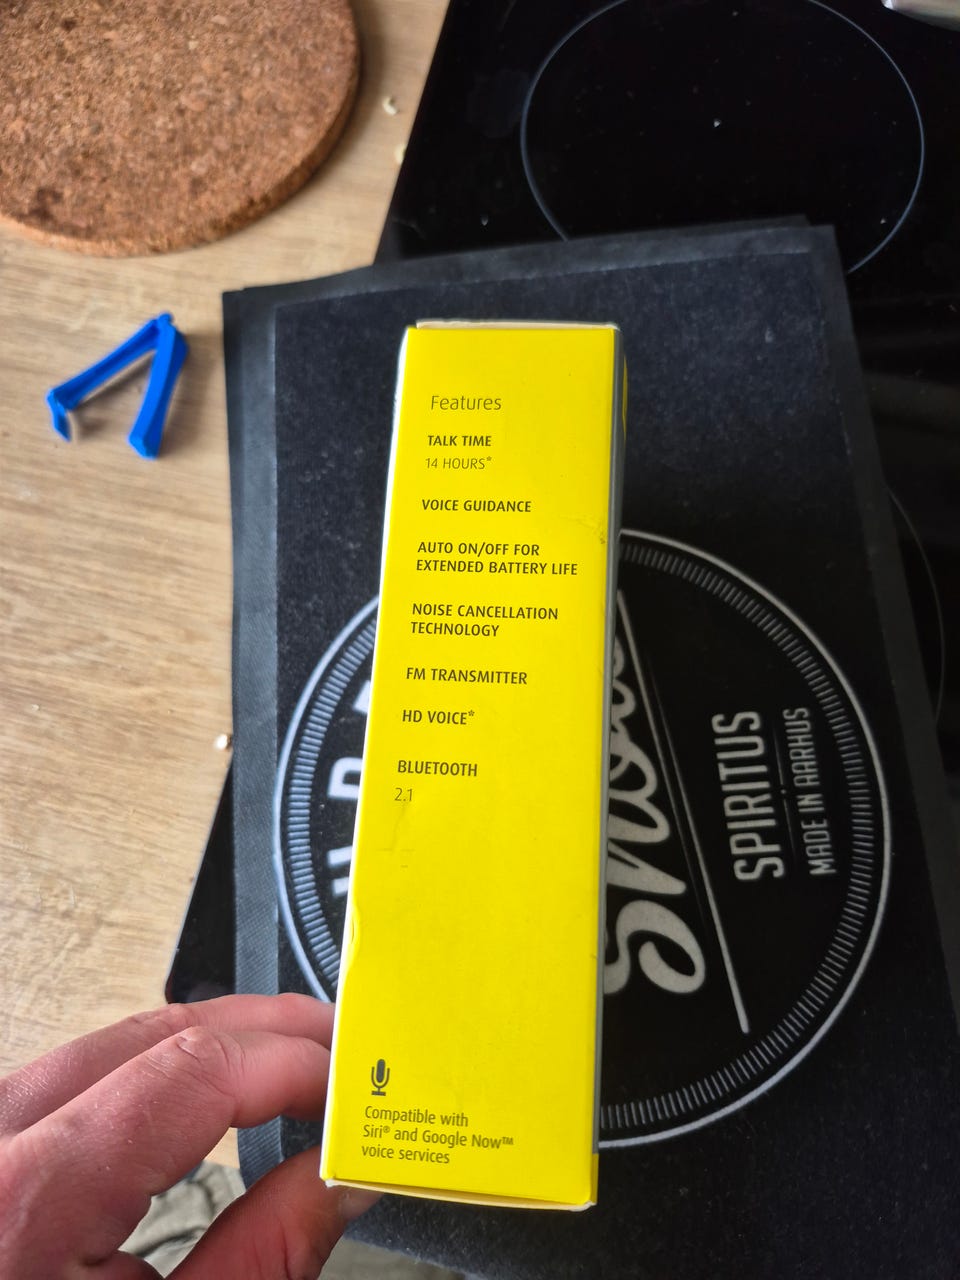 Features
TALK TIME
14 HOURS*
VOICE GUIDANCE
AUTO ON/OFF FOR
EXTENDED BATTERY LIFE
NOISE CANCELLATION
TECHNOLOGY
FM TRANSMITTER
HD VOICE*
BLUETOOTH
2.1
Compatible with
Siri® and Google Now™
voice services
SPIRITUS
MADE IN AARHUS